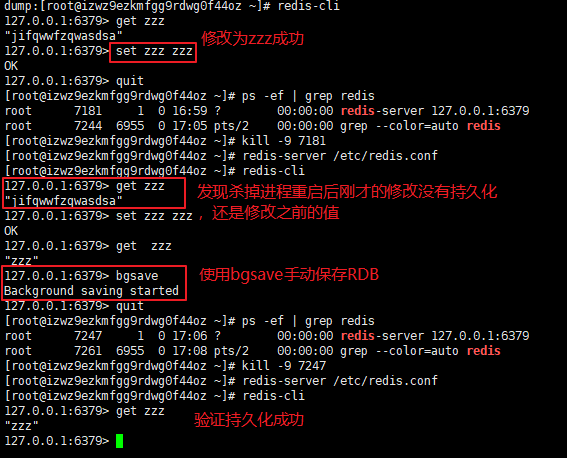 dump:[root@izwz9ezkmfgg9rdwg0f44oz ~]# redis-cli
127.0.0.1:6379> get zzz
"jifqwwfzqwasdsa"
修改为zzz成功
127.0.0.1:6379> set zzz zzz
OK
127.0.0.1:6379> quit
[root@izwz9ezkmfgg9rdwg0f44oz ~]# ps -ef | grep redis
root 7181 1 0 16:59 ? 00:00:00 redis-server 127.0.0.1:6379
root 7244 6955 0 17:05 pts/2 00:00:00 grep --color=auto redis
[root@izwz9ezkmfgg9rdwg0f44oz ~]# kill -9 7181
[root@izwz9ezkmfgg9rdwg0f44oz ~]# redis-server /etc/redis.conf
[root@izwz9ezkmfgg9rdwg0f44oz ~]# redis-cli
127.0.0.1:6379> get zzz
"jifqwwfzqwasdsa"
发现杀掉进程重启后刚才的修改没有持久化
，还是修改之前的值
127.0.0.1:6379> set zzz zzz
OK
127.0.0.1:6379> get  zzz
"zzz"
127.0.0.1:6379> bgsave
Background saving started
使用bgsave手动保存RDB
127.0.0.1:6379> quit
[root@izwz9ezkmfgg9rdwg0f44oz ~]# ps -ef | grep redis
root 7247 1 0 17:06 ? 00:00:00 redis-server 127.0.0.1:6379
root 7261 6955 0 17:08 pts/2 00:00:00 grep --color=auto redis
[root@izwz9ezkmfgg9rdwg0f44oz ~]# kill -9 7247
[root@izwz9ezkmfgg9rdwg0f44oz ~]# redis-server /etc/redis.conf
[root@izwz9ezkmfgg9rdwg0f44oz ~]# redis-cli
127.0.0.1:6379> get zzz
"zzz"
验证持久化成功
127.0.0.1:6379>